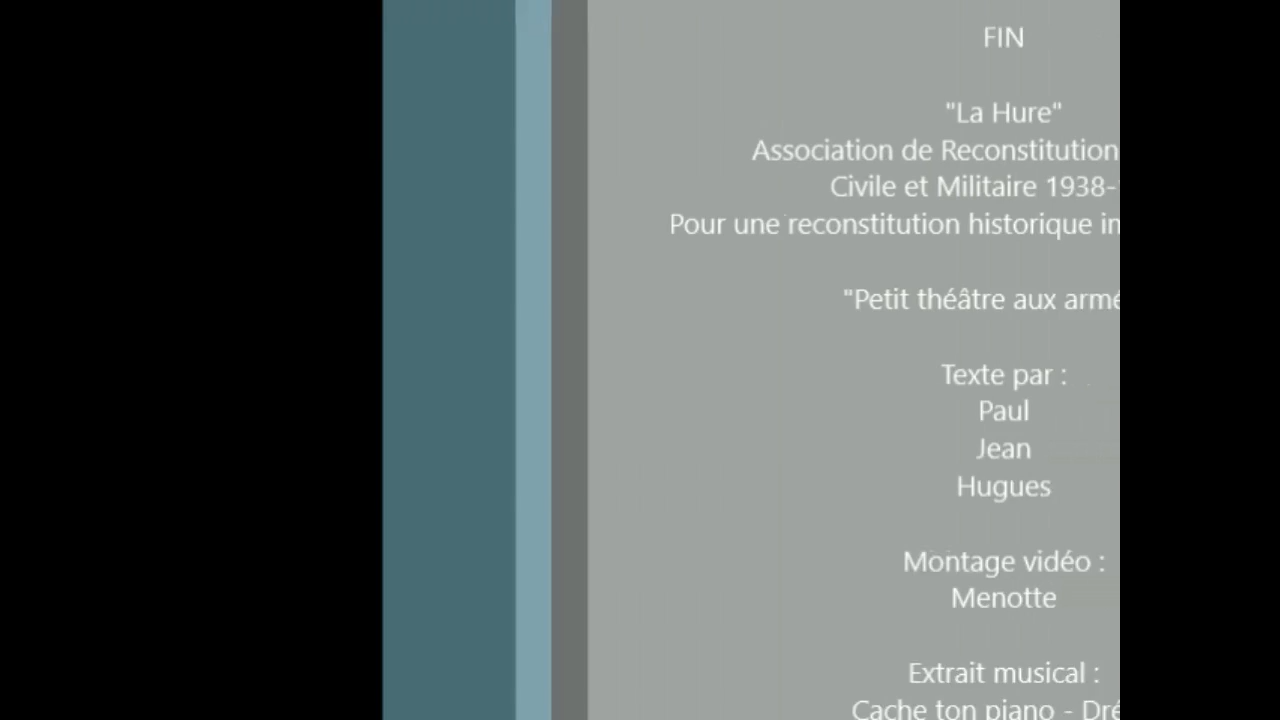 FIN
"La Hure"
Association de Reconstitution
Civile et Militaire 1938-
Pour une reconstitution historique
"Petit théâtre aux
Texte par :
Paul
Jean
Hugues
Montage vidéo :
Menotte
Extrait musical :
Cache ton piano -